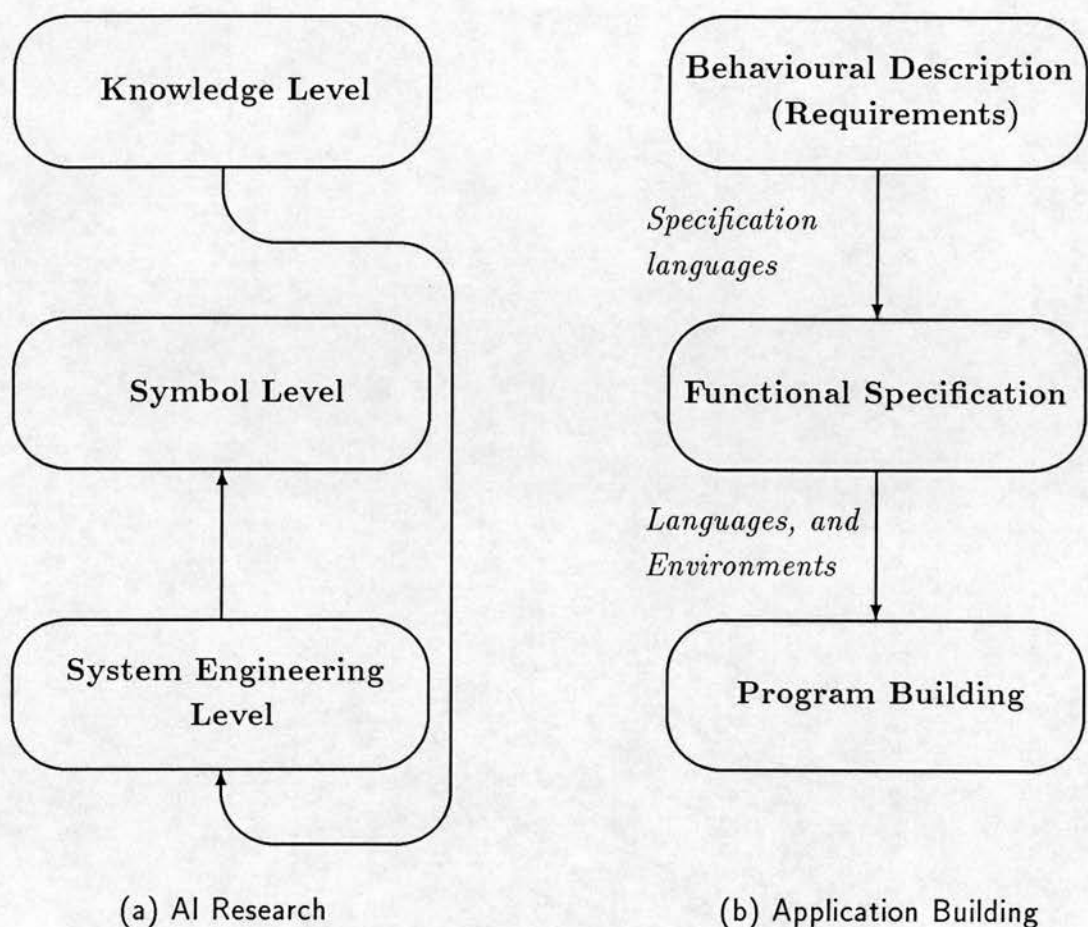 Knowledge Level
Symbol Level
System Engineering
Level
(a) AI Research
Behavioural Description
(Requirements)
Specification
languages
Functional Specification
Languages, and
Environments
Program Building
(b) Application Building